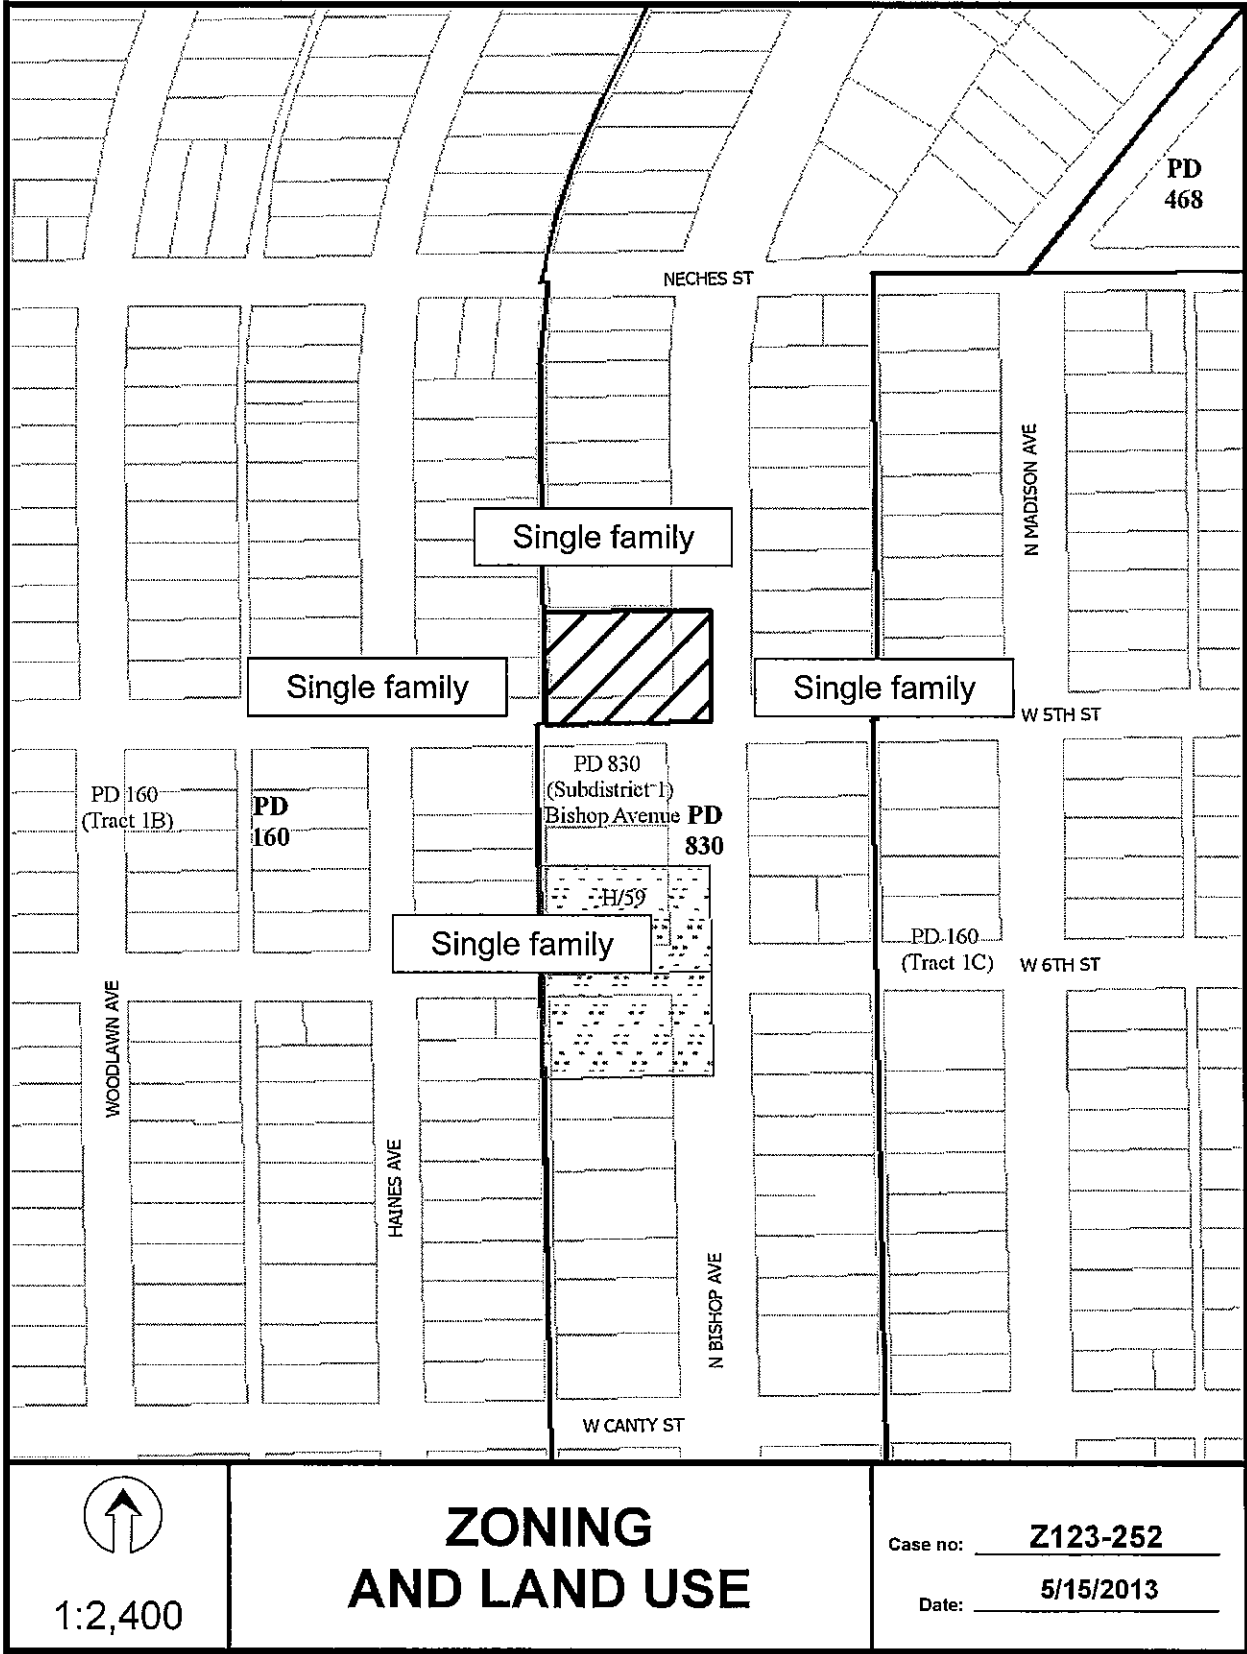 PD
468
NECHES ST
N MADISON AVE
Single family
Single family
Single family
W 5TH ST
PD 830
(Subdistrict 1)
Bishop Avenue
PD
830
PD 160
(Tract 1B)
PD
160
H/59
Single family
PD 160
(Tract 1C)
W 6TH ST
WOODLAWN AVE
HAINES AVE
N BISHOP AVE
W CANTY ST
1:2,400
ZONING
AND LAND USE
Case no: Z123-252
Date: 5/15/2013